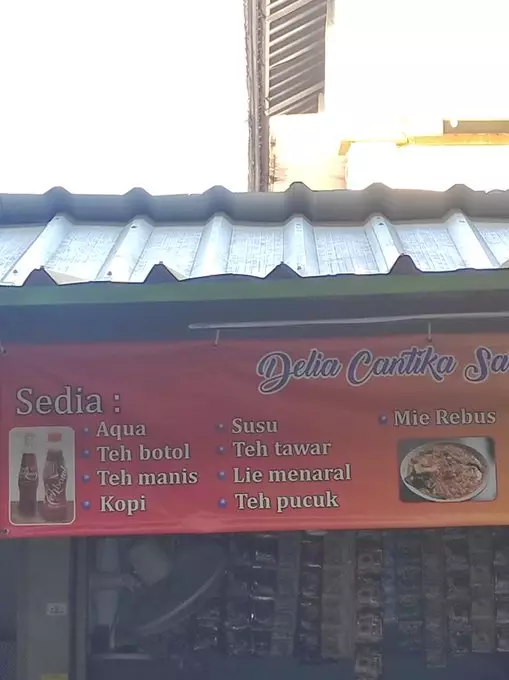 Delia Cantika Sa
Sedia :
Aqua
Teh botol
Teh manis
Kopi
Susu
Teh tawar
Lie menaral
Teh pucuk
Mie Rebus